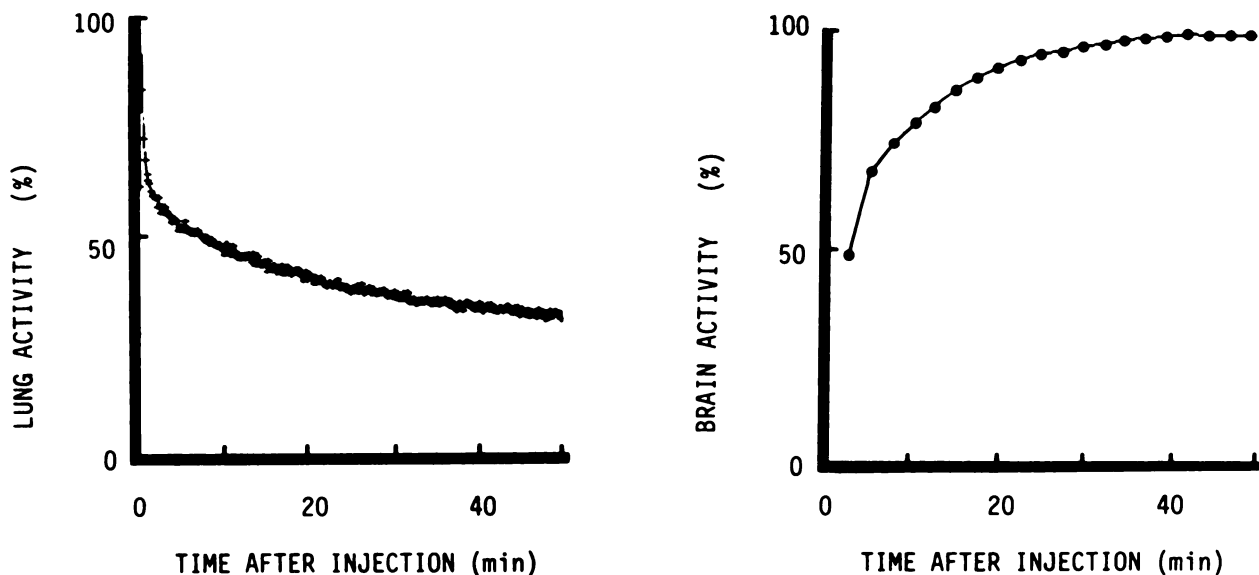 100
50
0
LUNG ACTIVITY (%)
0 20 40
TIME AFTER INJECTION (min)
100
50
0
BRAIN ACTIVITY (%)
0 20 40
TIME AFTER INJECTION (min)